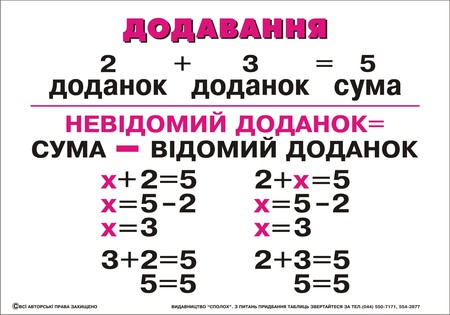 ДОДАВАННЯ
2 + 3 = 5
доданок доданок сума
НЕВІДОМИЙ ДОДАНОК=
СУМА – ВІДОМИЙ ДОДАНОК
x+2=5 2+x=5
x=5-2 x=5-2
x=3 x=3
3+2=5 2+3=5
5=5 5=5
©ВСІ АВТОРСЬКІ ПРАВА ЗАХИЩЕНО ВИДАВНИЦТВО "СПОЛОХ". З ПИТАНЬ ПРИДБАННЯ ТАБЛИЦЬ ЗВЕРТАЙТЕСЯ ЗА ТЕЛ.(044) 550-7171, 554-2877